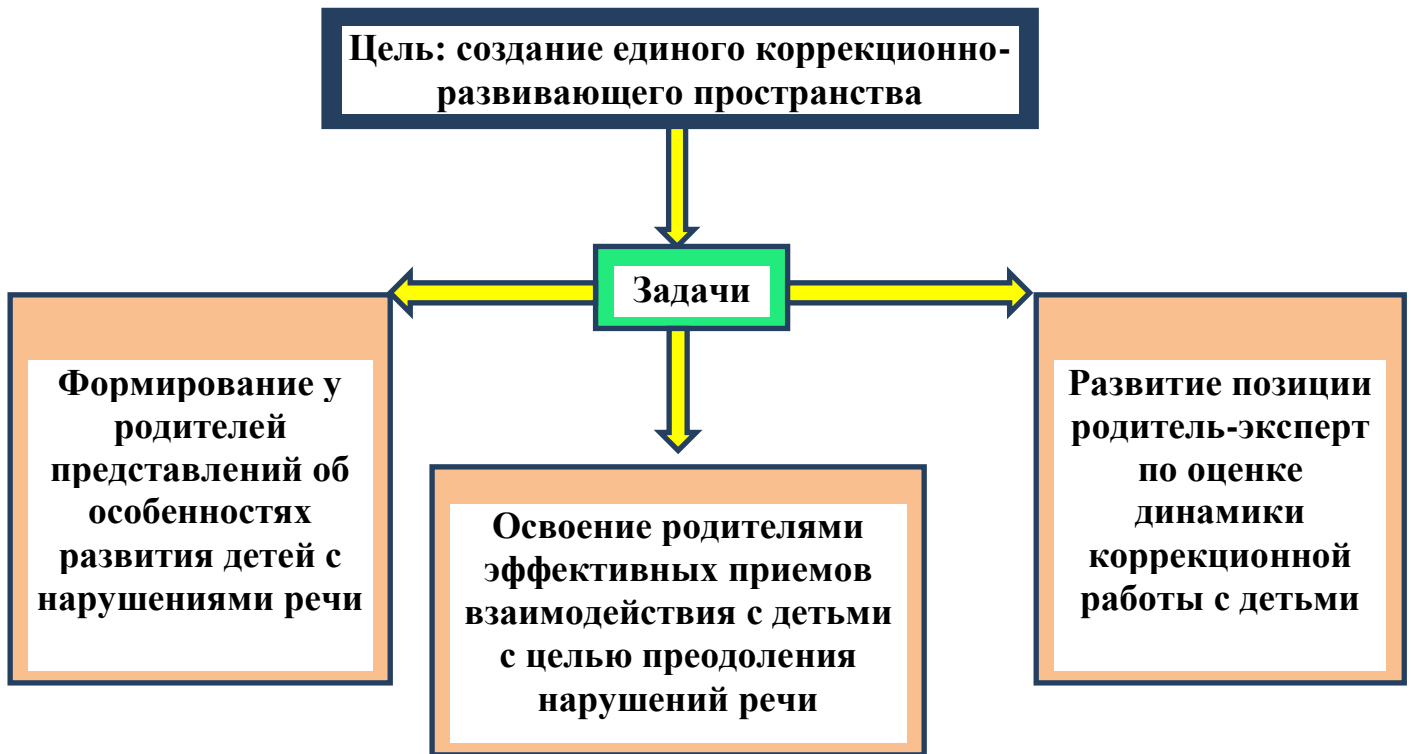 Цель: создание единого коррекционно-
развивающего пространства
Задачи
Формирование у
родителей
представлений об
особенностях
развития детей с
нарушениями речи
Освоение родителями
эффективных приемов
взаимодействия с детьми
с целью преодоления
нарушений речи
Развитие позиции
родитель-эксперт
по оценке
динамики
коррекционной
работы с детьми